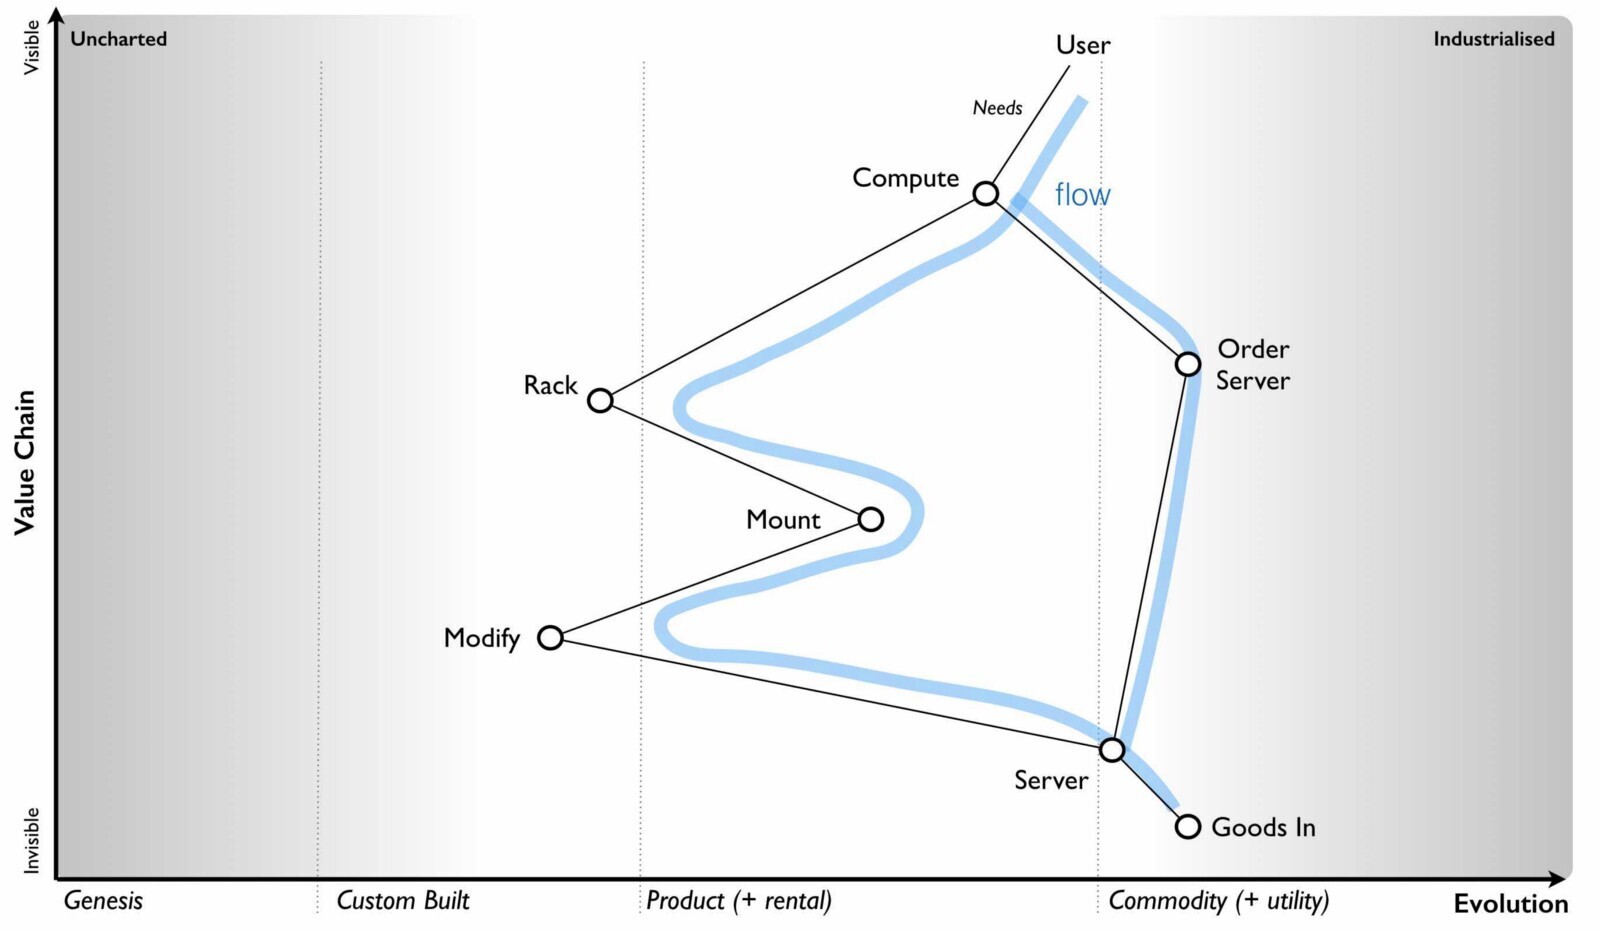 Visible
Uncharted
User
Industrialised
Needs
Compute
flow
Order
Server
Rack
Value Chain
Mount
Modify
Server
Goods In
Invisible
Genesis
Custom Built
Product (+ rental)
Commodity (+ utility)
Evolution